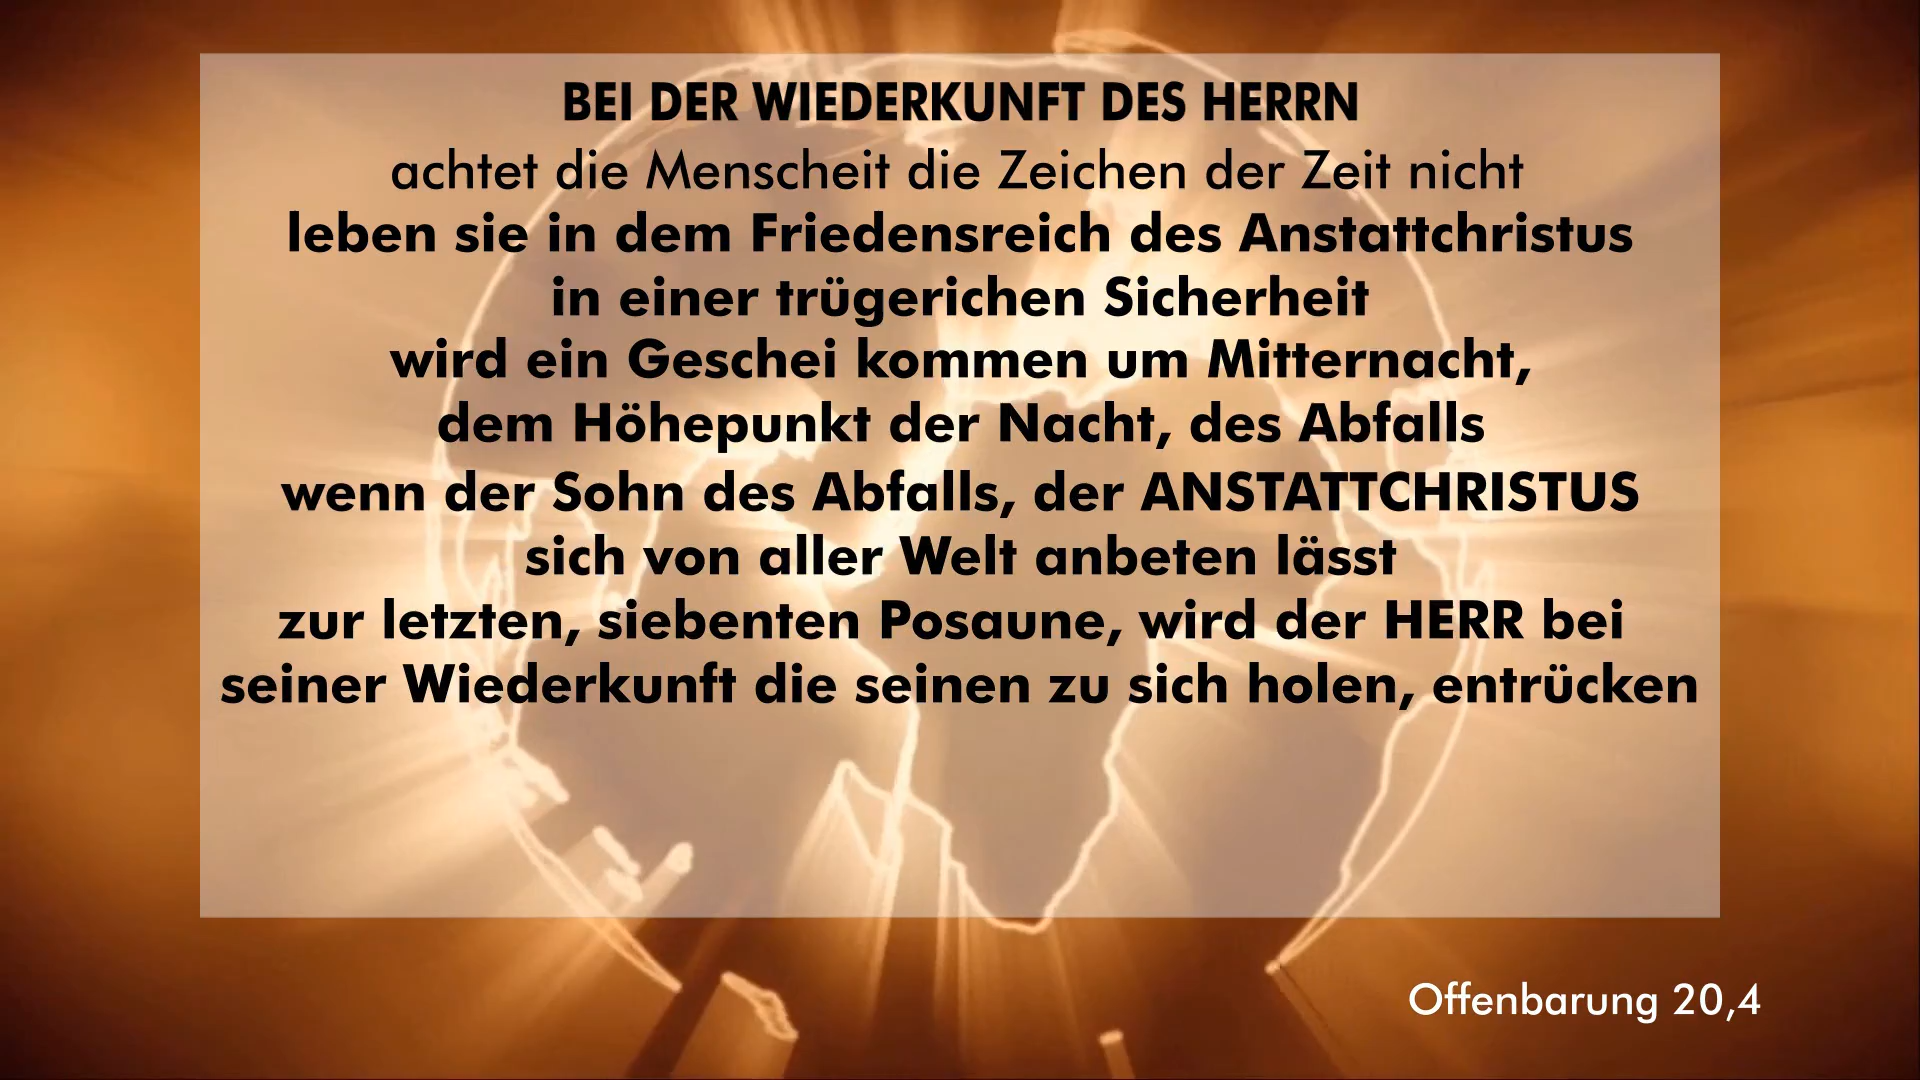 BEI DER WIEDERKUNFT DES HERRN
achtet die Menscheit die Zeichen der Zeit nicht
leben sie in dem Friedensreich des Anstattchristus
in einer trügerichen Sicherheit
wird ein Geschei kommen um Mitternacht,
dem Höhepunkt der Nacht, des Abfalls
wenn der Sohn des Abfalls, der ANSTATTCHRISTUS
sich von aller Welt anbeten lässt
zur letzten, siebenten Posaune, wird der HERR bei
seiner Wiederkunft die seinen zu sich holen, entrücken
Offenbarung 20,4